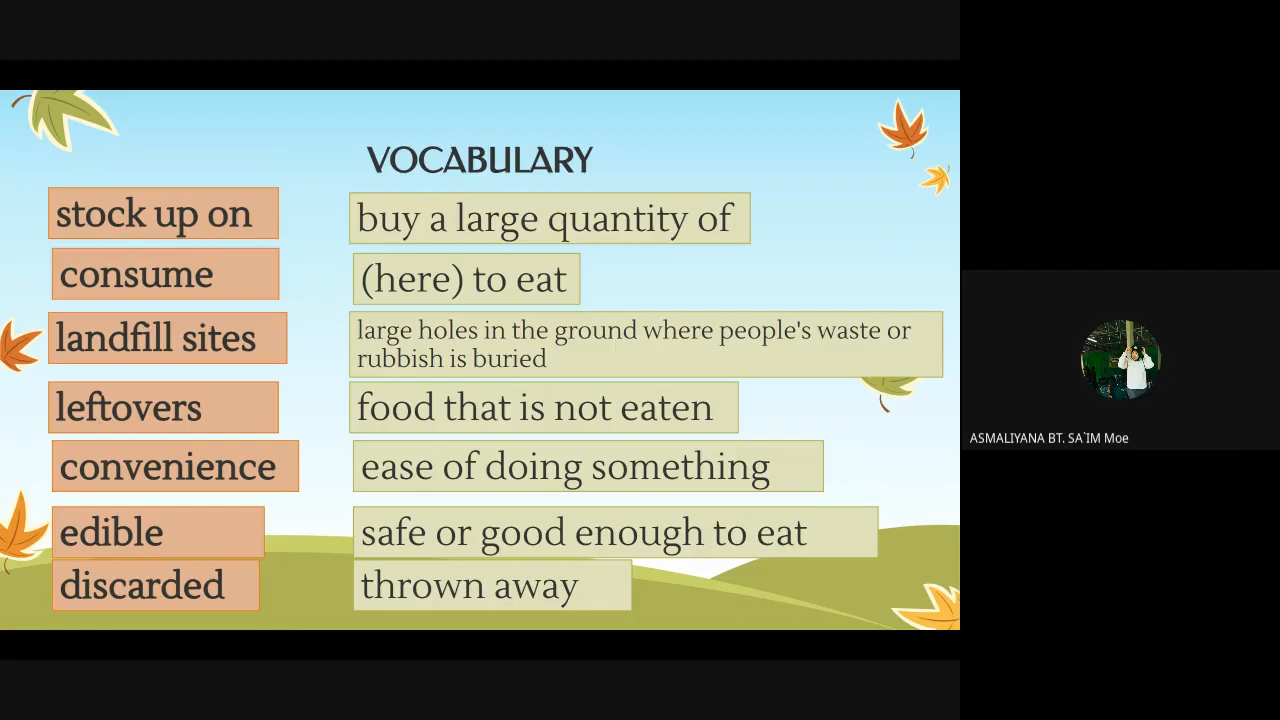 VOCABULARY
stock up on
buy a large quantity of
consume
(here) to eat
landfill sites
large holes in the ground where people's waste or
rubbish is buried
leftovers
food that is not eaten
convenience
ease of doing something
edible
safe or good enough to eat
discarded
thrown away
ASMALIYANA BT. SA`IM Moe